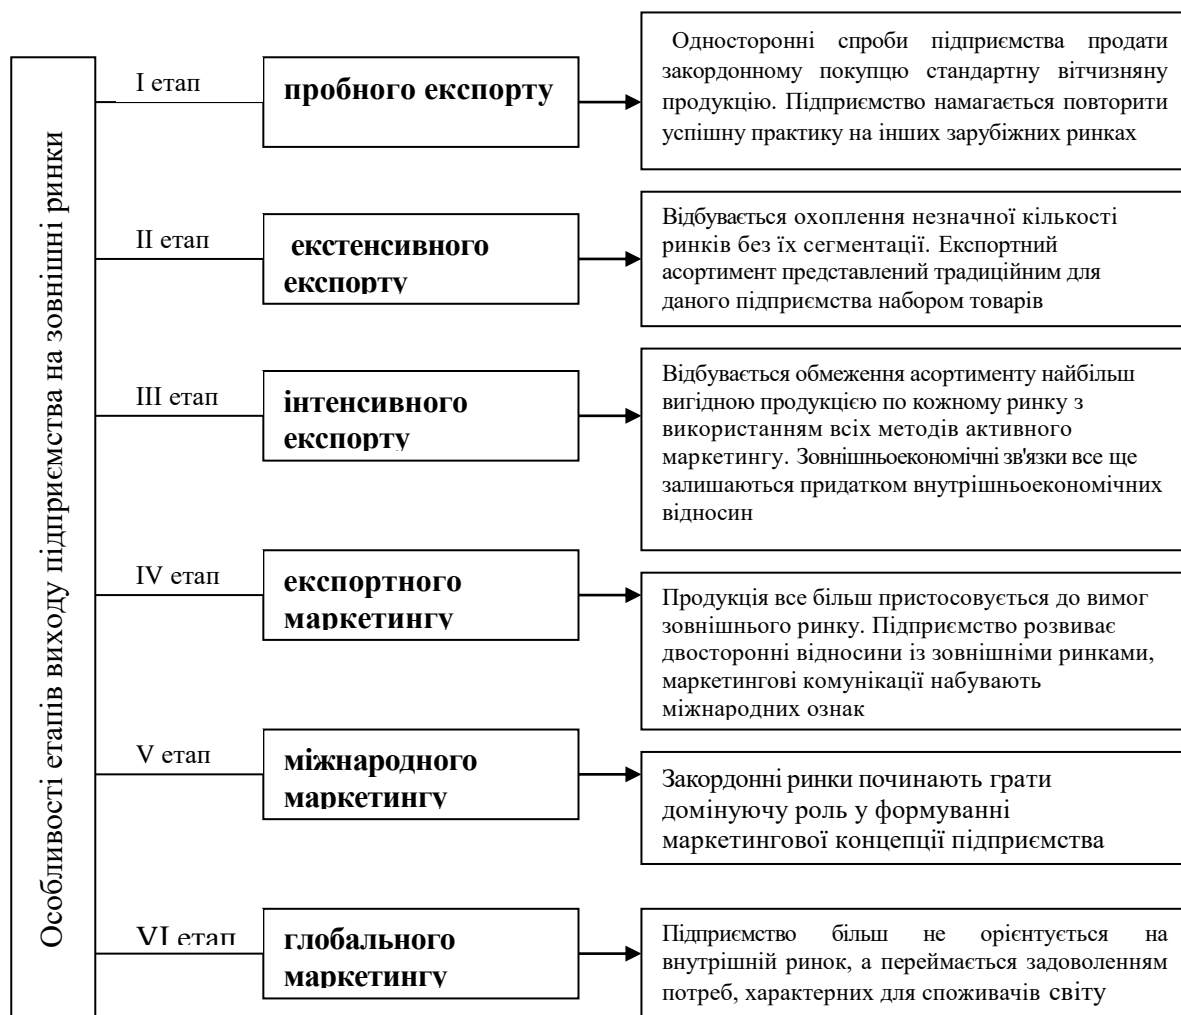 Особливості етапів виходу підприємства на зовнішні ринки
I етап
пробного експорту
Односторонні спроби підприємства продати
закордонному покупцю стандартну вітчизняну
продукцію. Підприємство намагається повторити
успішну практику на інших зарубіжних ринках
II етап
екстенсивного
експорту
Відбувається охоплення незначної кількості
ринків без їх сегментації. Експортний
асортимент представлений традиційним для
даного підприємства набором товарів
III етап
інтенсивного
експорту
Відбувається обмеження асортименту найбільш
вигідною продукцією по кожному ринку з
використанням всіх методів активного
маркетингу. Зовнішньоекономічні зв'язки все ще
залишаються придатком внутрішньоекономічних
відносин
IV етап
експортного
маркетингу
Продукція все більш пристосовується до вимог
зовнішнього ринку. Підприємство розвиває
двосторонні відносини із зовнішніми ринками,
маркетингові комунікації набувають
міжнародних ознак
V етап
міжнародного
маркетингу
Закордонні ринки починають грати
домінуючу роль у формуванні
маркетингової концепції підприємства
VI етап
глобального
маркетингу
Підприємство більш не орієнтується на
внутрішній ринок, а переймається задоволенням
потреб, характерних для споживачів світу